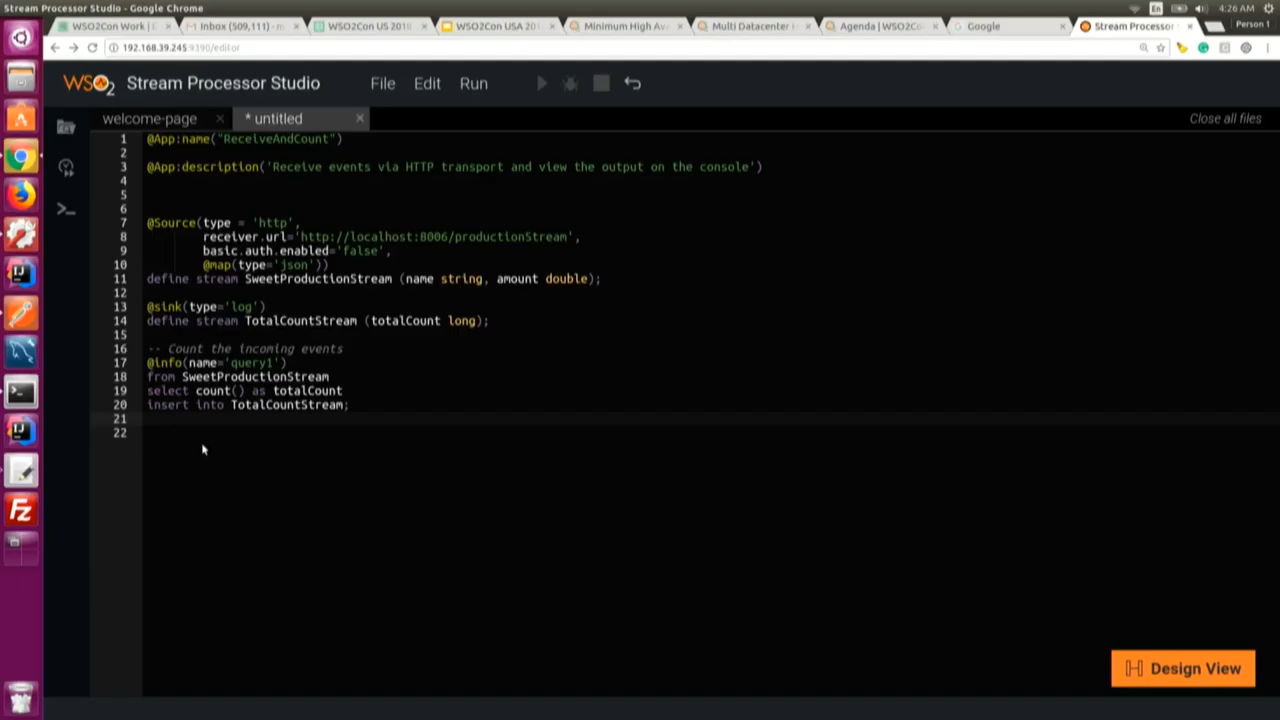 Stream Processor Studio - Google Chrome
En
4:26 AM
WSO2Con Work | E
Inbox (509,111) - m
WSO2Con US 2018
WSO2Con USA 201
Minimum High Ava
Multi Datacenter H
Agenda | WSO2Co
Google
Stream Processor
Person 1
192.168.39.245:9190/editor
WSO2 Stream Processor Studio
File
Edit
Run
welcome-page
* untitled
Close all files
1 @App:name("ReceiveAndCount")
2
3 @App:description('Receive events via HTTP transport and view the output on the console')
4
5
6
7 @Source(type = 'http',
8 receiver.url='http://localhost:8006/productionStream',
9 basic.auth.enabled='false',
10 @map(type='json'))
11 define stream SweetProductionStream (name string, amount double);
12
13 @sink(type='log')
14 define stream TotalCountStream (totalCount long);
15
16 -- Count the incoming events
17 @info(name='query1')
18 from SweetProductionStream
19 select count() as totalCount
20 insert into TotalCountStream;
21
22
Design View